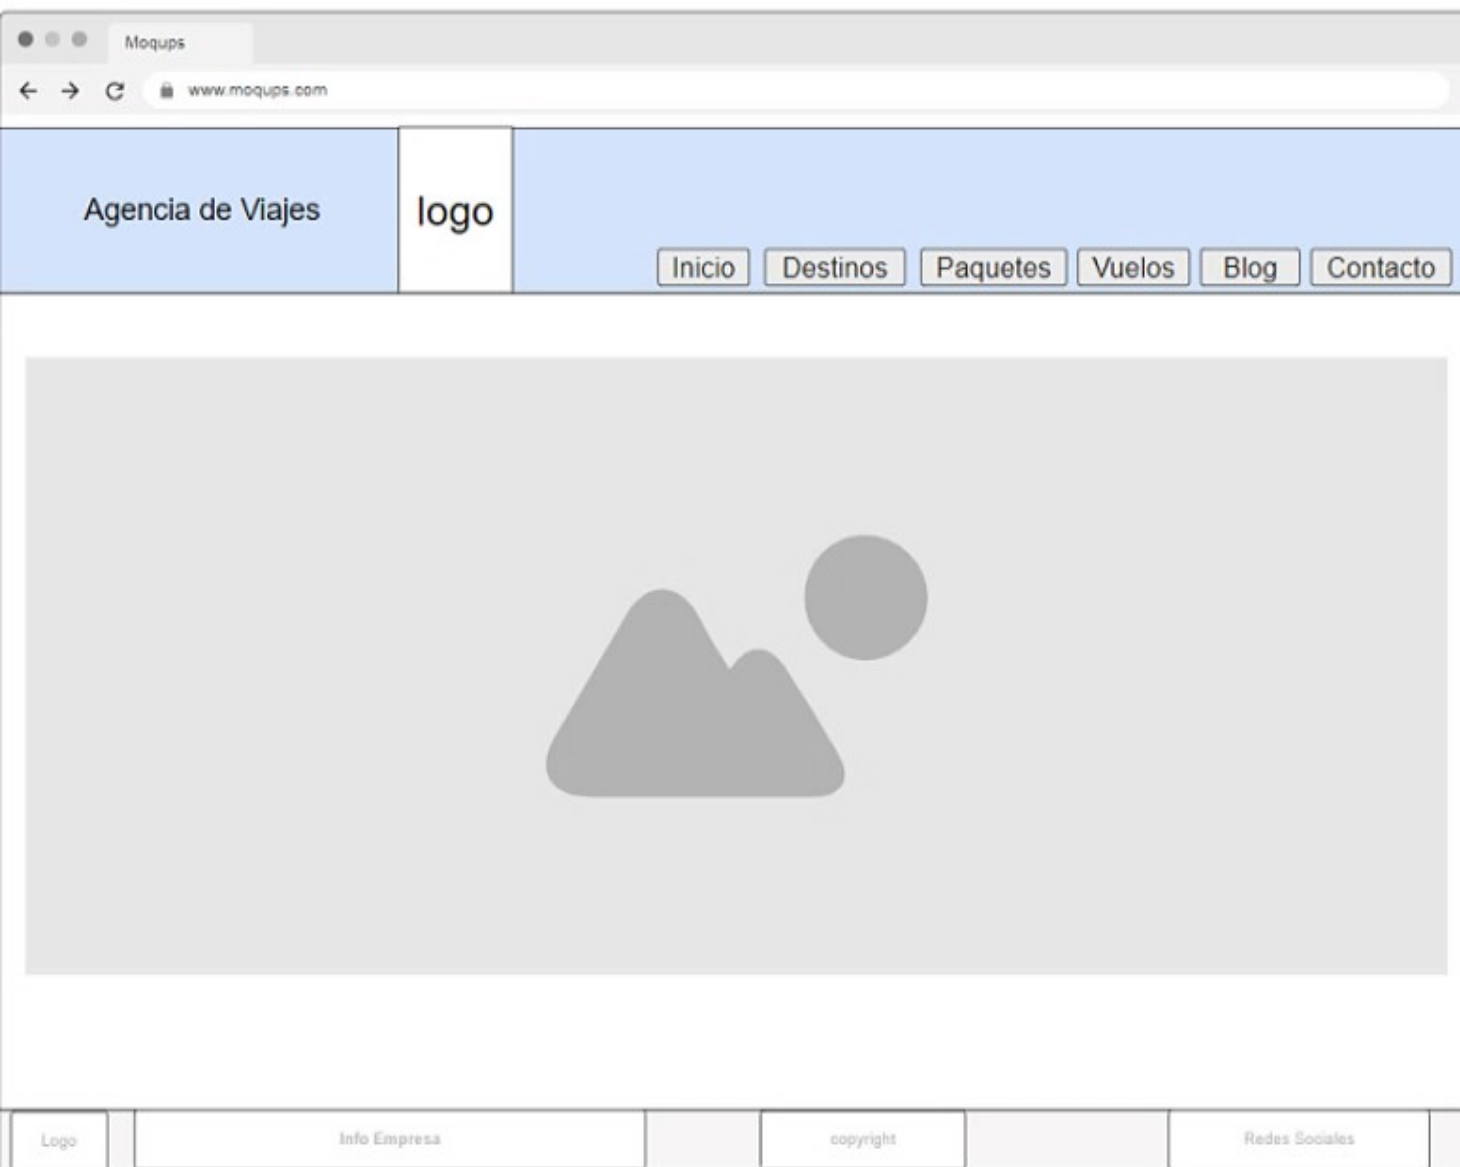 Moqups
www.moqups.com
Agencia de Viajes
logo
Inicio
Destinos
Paquetes
Vuelos
Blog
Contacto
Logo
Info Empresa
copyright
Redes Sociales